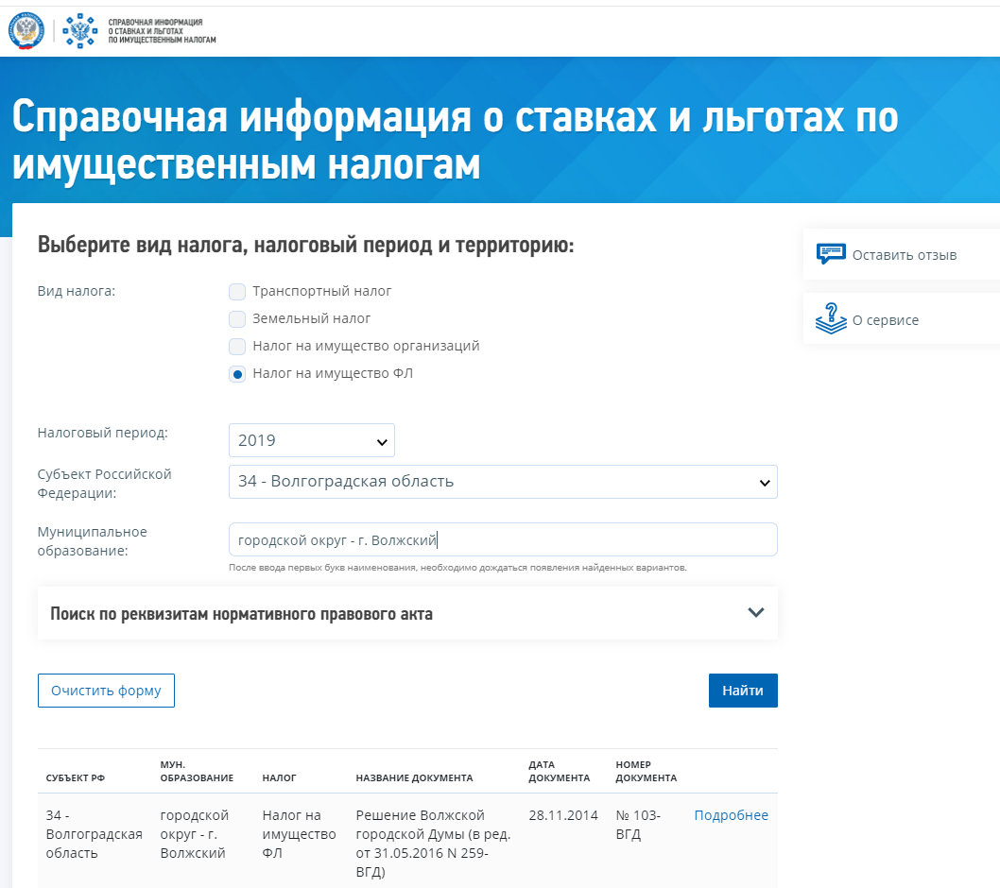 СПРАВОЧНАЯ ИНФОРМАЦИЯ
О СТАВКАХ И ЛЬГОТАХ
ПО ИМУЩЕСТВЕННЫМ НАЛОГАМ
Справочная информация о ставках и льготах по
имущественным налогам
Выберите вид налога, налоговый период и территорию:
Оставить отзыв
О сервисе
Вид налога:
Транспортный налог
Земельный налог
Налог на имущество организаций
Налог на имущество ФЛ
Налоговый период:
2019
Субъект Российской
Федерации:
34 - Волгоградская область
Муниципальное
образование:
городской округ - г. Волжский
После ввода первых букв наименования, необходимо дождаться появления найденных вариантов.
Поиск по реквизитам нормативного правового акта
Очистить форму
Найти
СУБЪЕКТ РФ
МУН.
ОБРАЗОВАНИЕ
НАЛОГ
НАЗВАНИЕ ДОКУМЕНТА
ДАТА
ДОКУМЕНТА
НОМЕР
ДОКУМЕНТА
34 -
Волгоградская
область
городской
округ - г.
Волжский
Налог на
имущество
ФЛ
Решение Волжской
городской Думы (в ред.
от 31.05.2016 N 259-
ВГД)
28.11.2014
№ 103-
ВГД
Подробнее